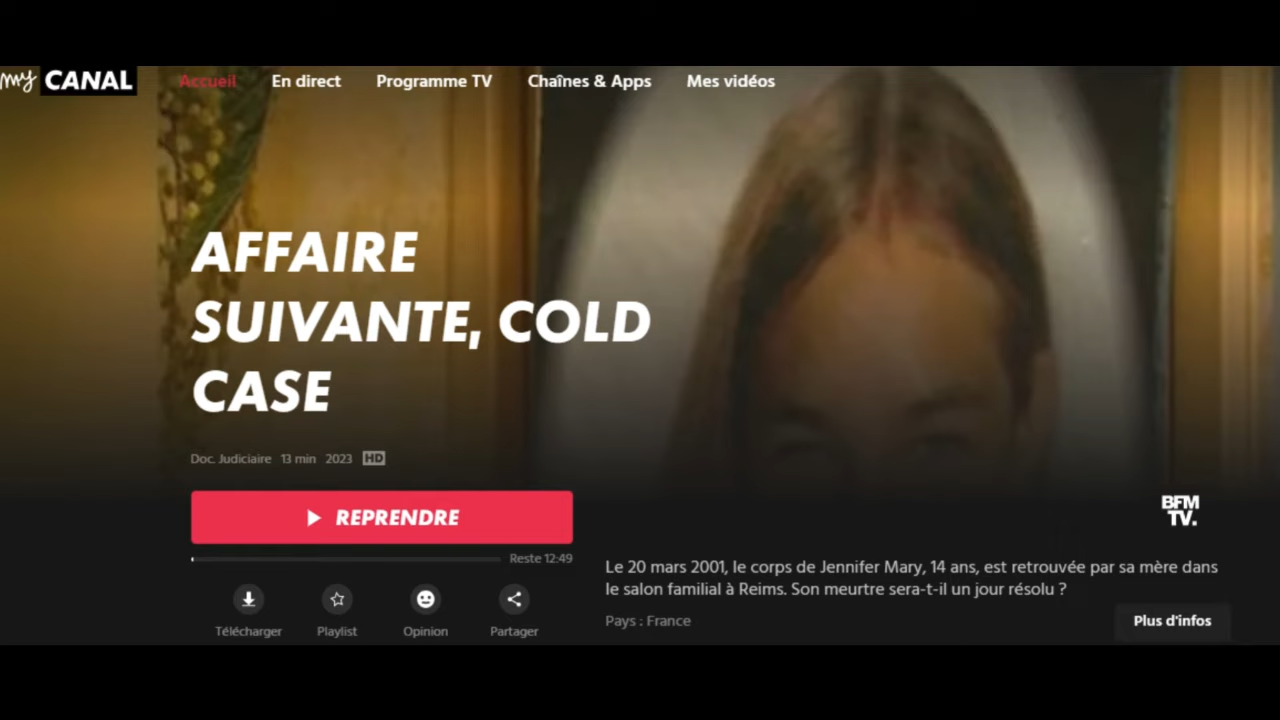 my CANAL
Accueil En direct Programme TV Chaînes & Apps Mes vidéos
AFFAIRE
SUIVANTE, COLD
CASE
Doc. Judiciaire 13 min 2023 HD
REPRENDRE
Reste 12:49
Télécharger Playlist Opinion Partager
BFM
TV.
Le 20 mars 2001, le corps de Jennifer Mary, 14 ans, est retrouvée par sa mère dans
le salon familial à Reims. Son meurtre sera-t-il un jour résolu ?
Pays : France
Plus d'infos